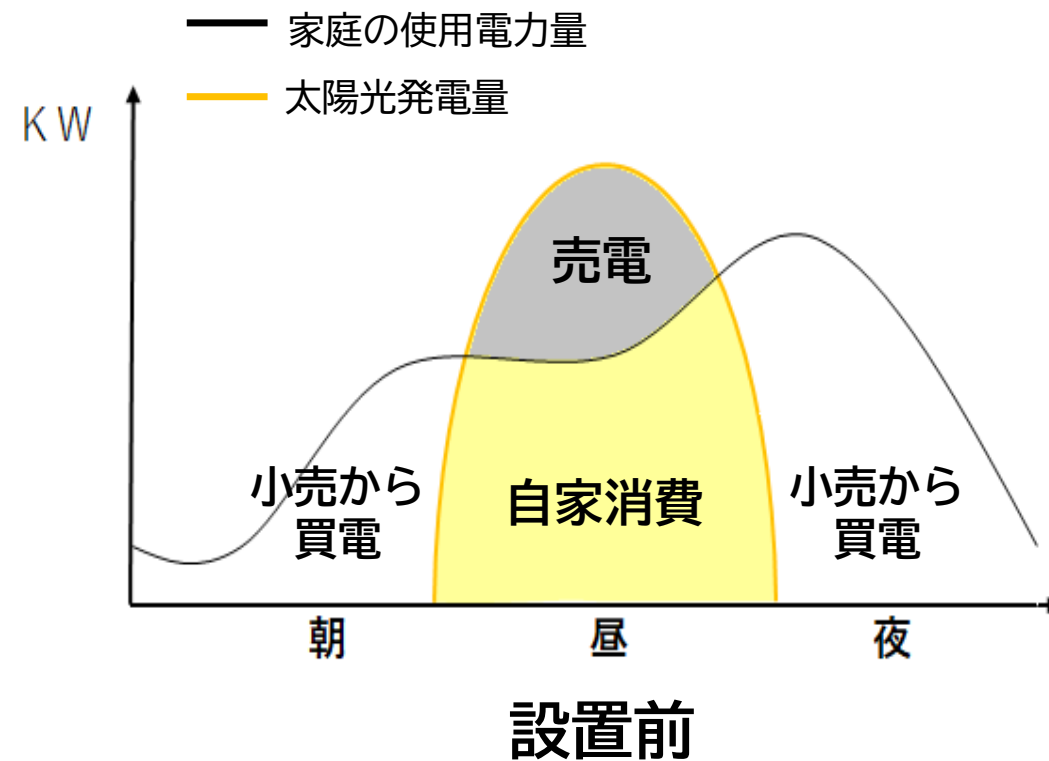 家庭の使用電力量
太陽光発電量
KW
売電
小売から
買電
自家消費
小売から
買電
朝
昼
夜
設置前